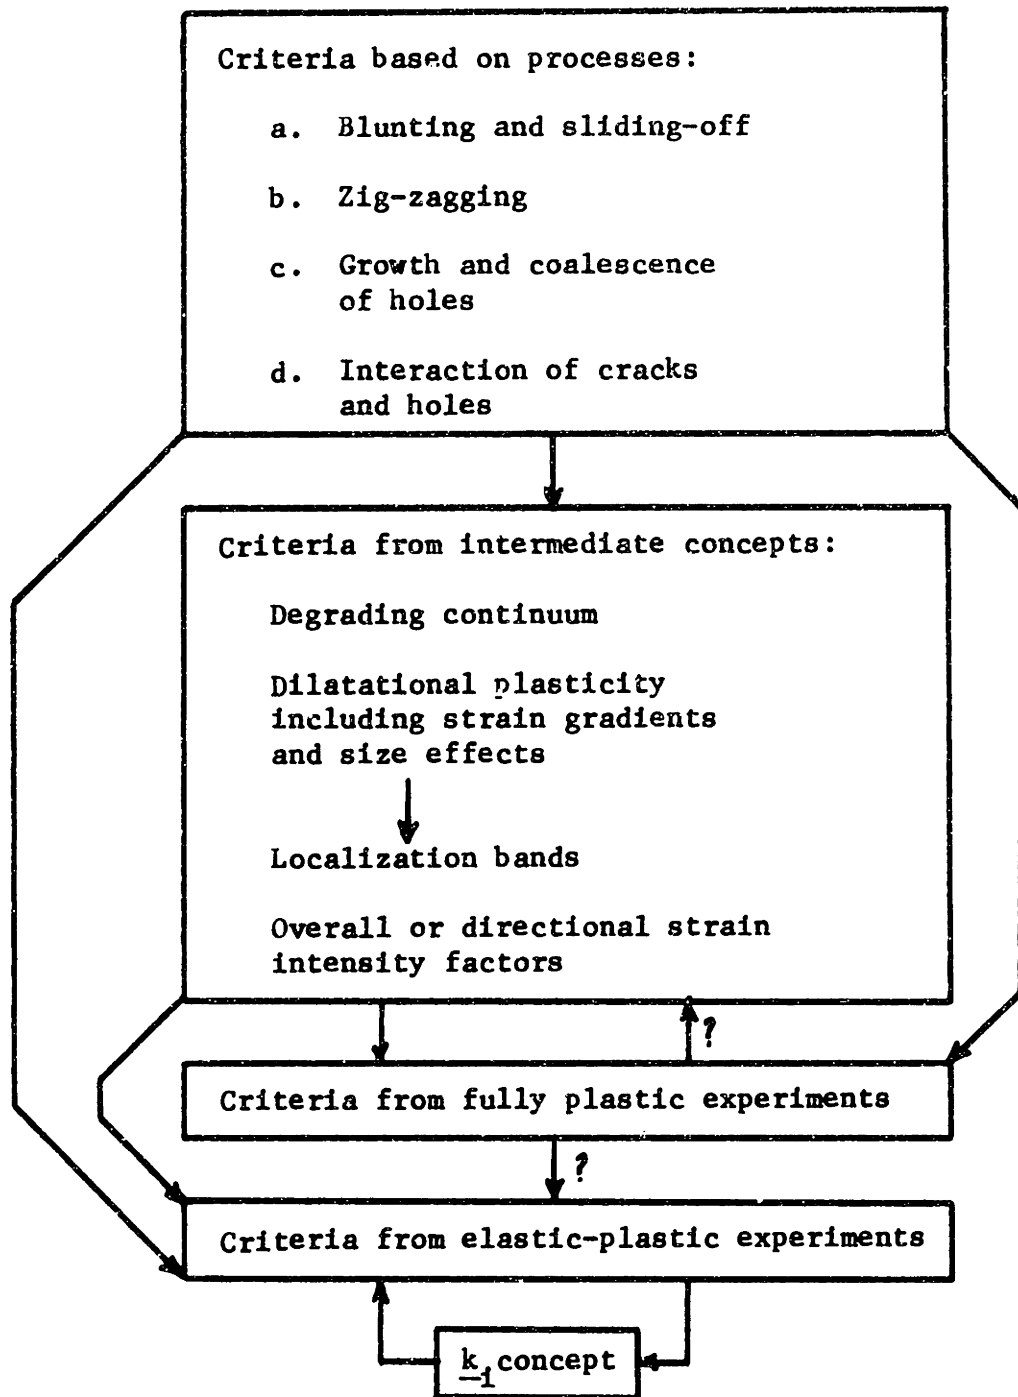 Criteria based on processes:
a. Blunting and sliding-off
b. Zig-zagging
c. Growth and coalescence
of holes
d. Interaction of cracks
and holes
Criteria from intermediate concepts:
Degrading continuum
Dilatational plasticity
including strain gradients
and size effects
Localization bands
Overall or directional strain
intensity factors
?
Criteria from fully plastic experiments
?
Criteria from elastic-plastic experiments
k_i concept